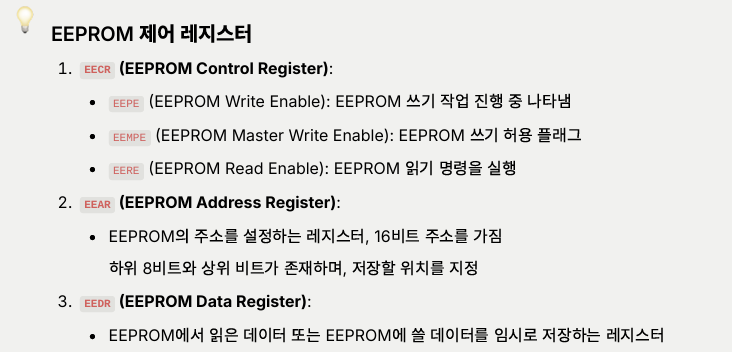 EEPROM 제어 레지스터
1. EECR (EEPROM Control Register):
• EEPE (EEPROM Write Enable): EEPROM 쓰기 작업 진행 중 나타냄
• EEMPE (EEPROM Master Write Enable): EEPROM 쓰기 허용 플래그
• EERE (EEPROM Read Enable): EEPROM 읽기 명령을 실행
2. EEAR (EEPROM Address Register):
• EEPROM의 주소를 설정하는 레지스터, 16비트 주소를 가짐
하위 8비트와 상위 비트가 존재하며, 저장할 위치를 지정
3. EEDR (EEPROM Data Register):
• EEPROM에서 읽은 데이터 또는 EEPROM에 쓸 데이터를 임시로 저장하는 레지스터